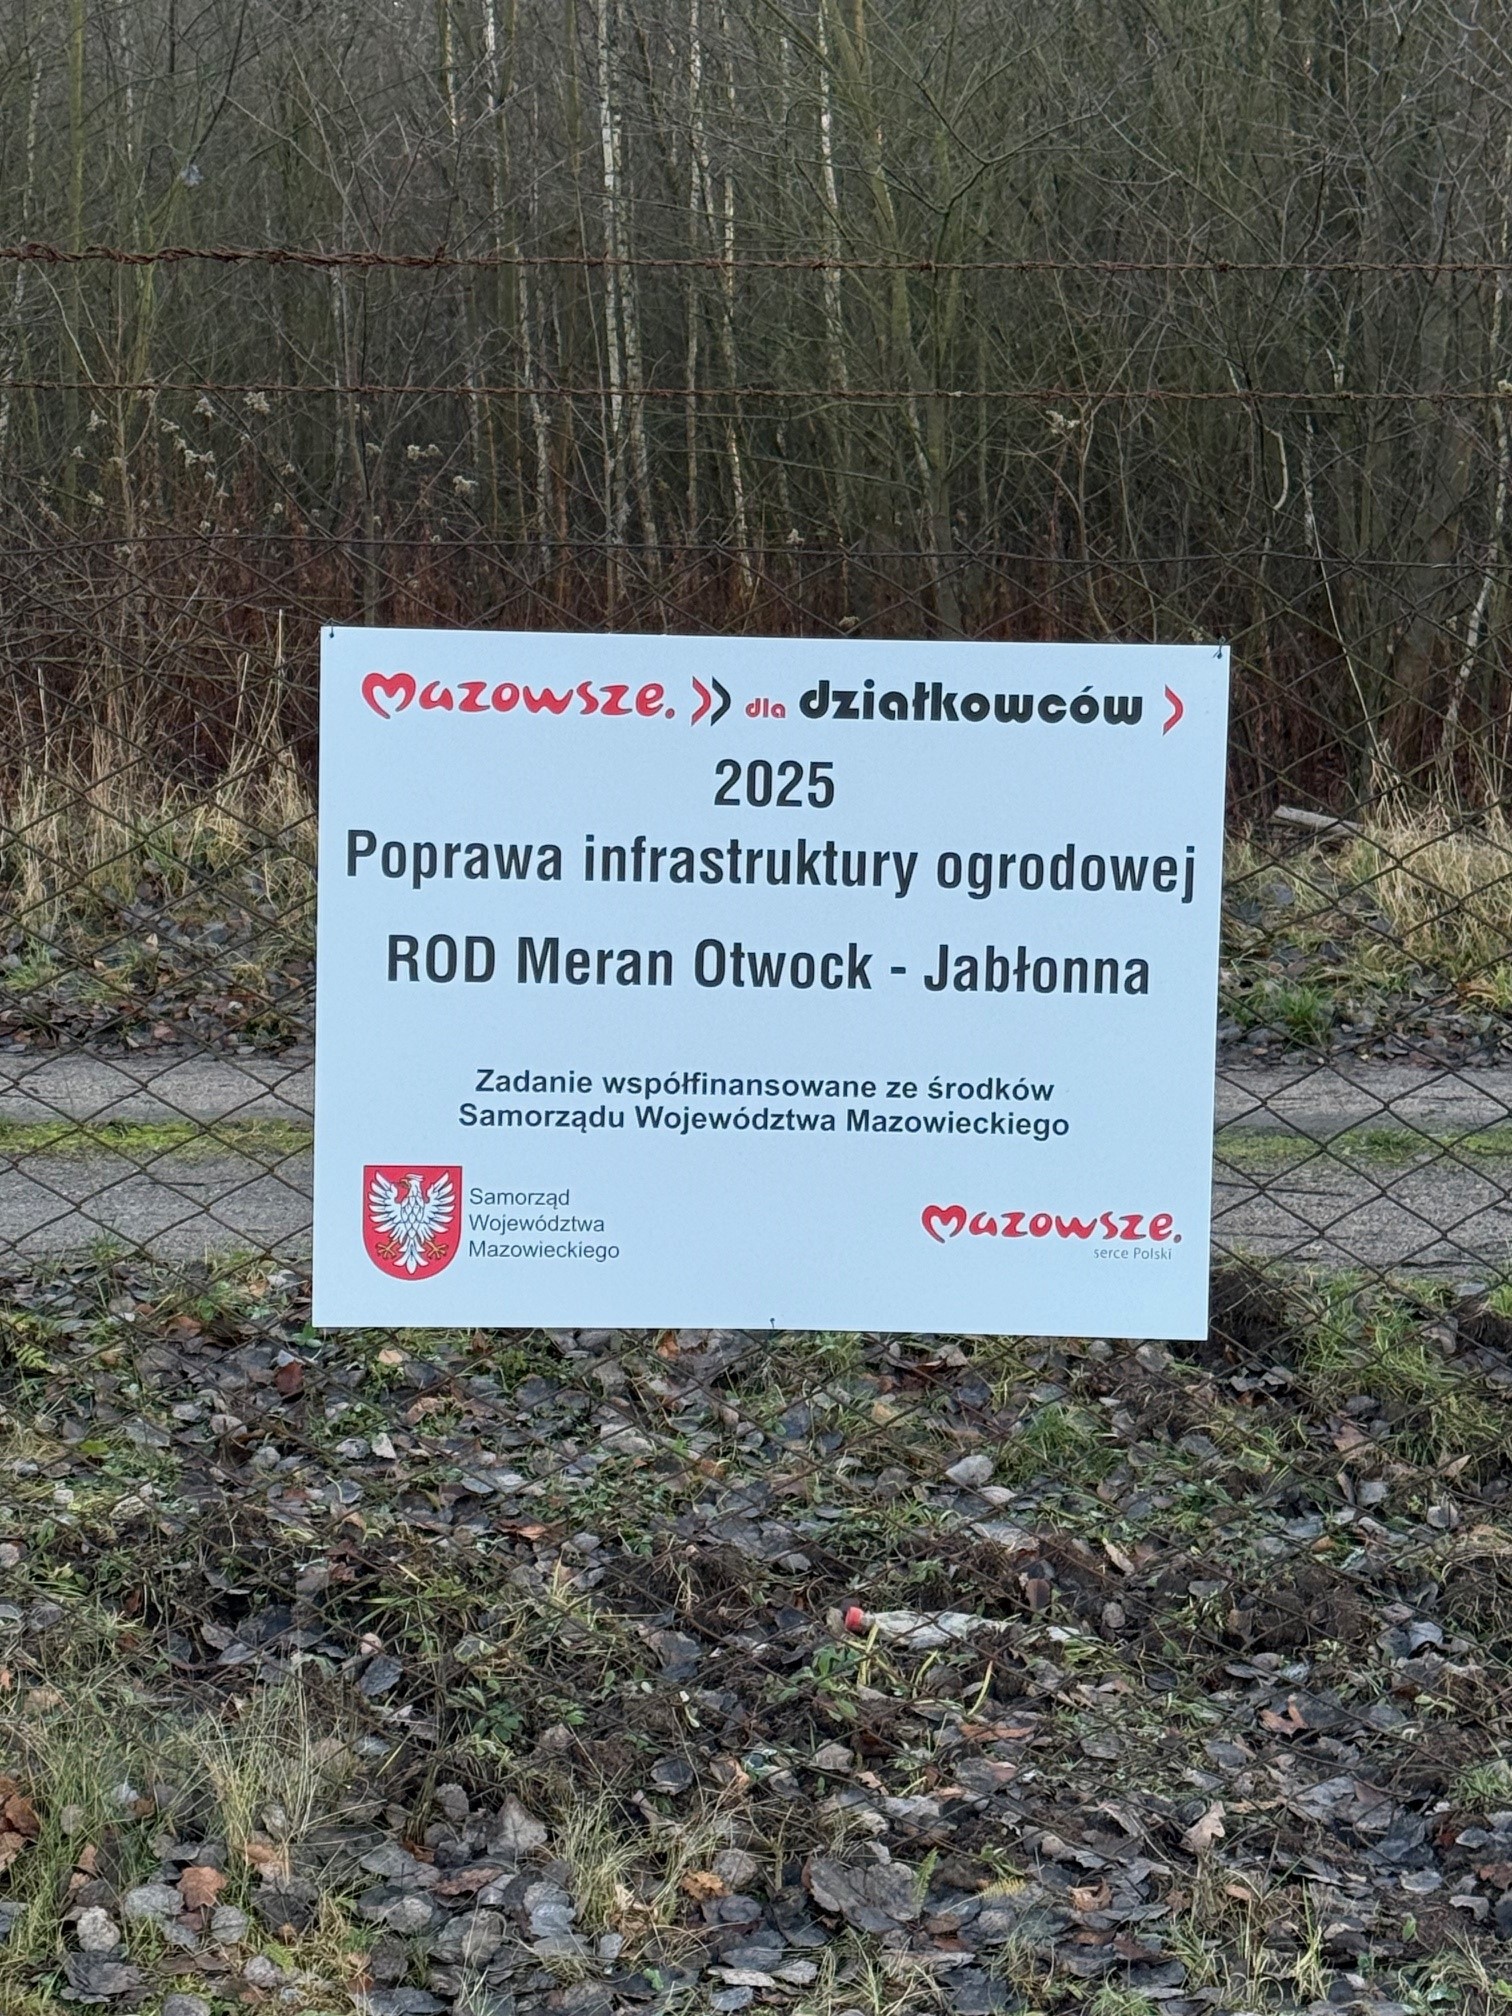 Mazowsze. dla działkowców
2025
Poprawa infrastruktury ogrodowej
ROD Meran Otwock - Jabłonna
Zadanie współfinansowane ze środków
Samorządu Województwa Mazowieckiego
Samorząd
Województwa
Mazowieckiego
Mazowsze.
serce Polski